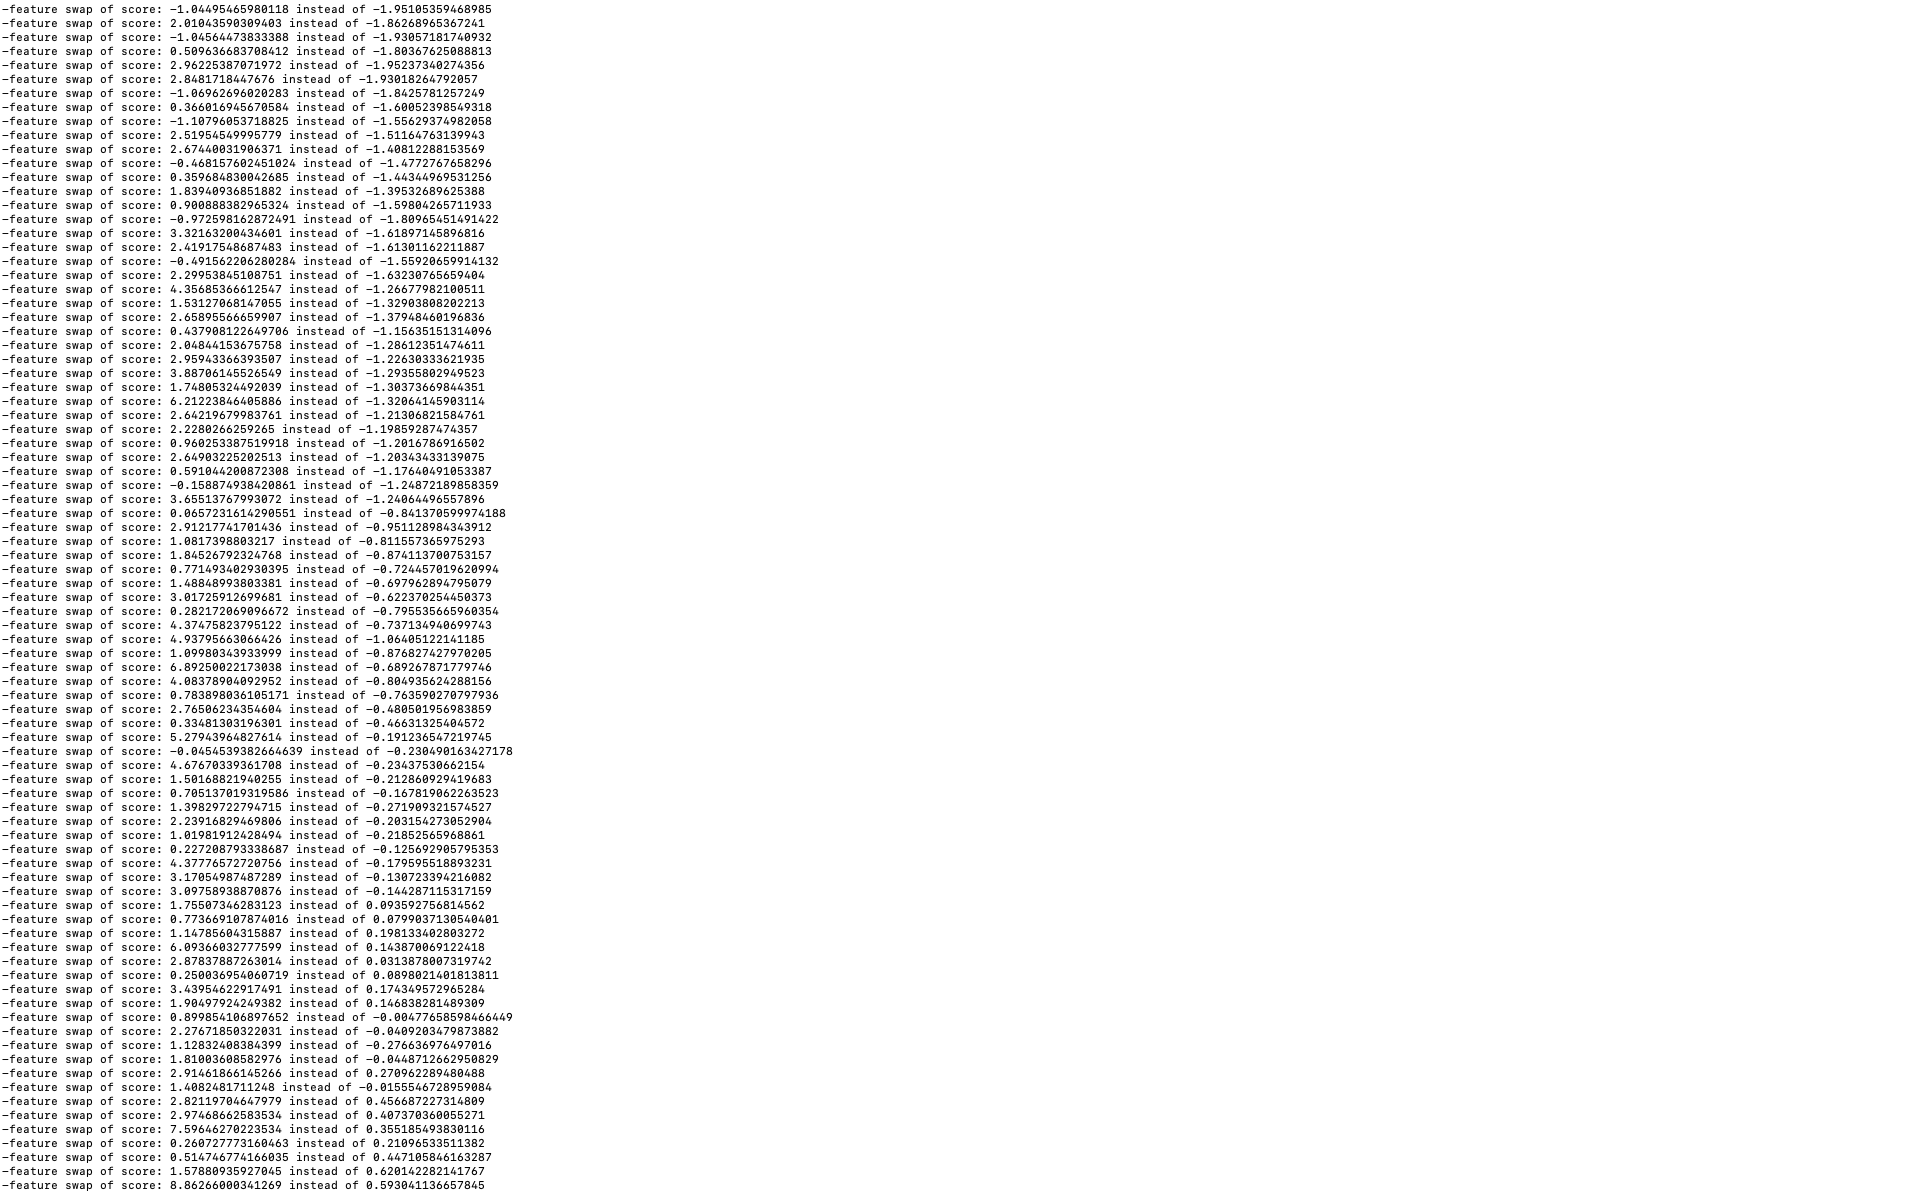 -feature swap of score: -1.04495465980118 instead of -1.95105359468985
-feature swap of score: 2.01043590309403 instead of -1.86268965367241
-feature swap of score: -1.04564473833388 instead of -1.93057181740932
-feature swap of score: 0.509636683708412 instead of -1.80367625088813
-feature swap of score: 2.96225387071972 instead of -1.95237340274356
-feature swap of score: 2.8481718447676 instead of -1.93018264792057
-feature swap of score: -1.06962696020283 instead of -1.8425781257249
-feature swap of score: 0.366016945670584 instead of -1.60052398549318
-feature swap of score: -1.10796053718825 instead of -1.55629374982058
-feature swap of score: 2.51954549995779 instead of -1.51164763139943
-feature swap of score: 2.67440031906371 instead of -1.40812288153569
-feature swap of score: -0.468157602451024 instead of -1.4772767658296
-feature swap of score: 0.359684830042685 instead of -1.44344969531256
-feature swap of score: 1.83940936851882 instead of -1.39532689625388
-feature swap of score: 0.900888382965324 instead of -1.59804265711933
-feature swap of score: -0.972598162872491 instead of -1.80965451491422
-feature swap of score: 3.32163200434601 instead of -1.61897145896816
-feature swap of score: 2.41917548687483 instead of -1.61301162211887
-feature swap of score: -0.491562206280284 instead of -1.55920659914132
-feature swap of score: 2.29953845108751 instead of -1.63230765659404
-feature swap of score: 4.35685366612547 instead of -1.26677982100511
-feature swap of score: 1.53127068147055 instead of -1.32903808202213
-feature swap of score: 2.65895566659907 instead of -1.37948460196836
-feature swap of score: 0.437908122649706 instead of -1.15635151314096
-feature swap of score: 2.04844153675758 instead of -1.28612351474611
-feature swap of score: 2.95943366393507 instead of -1.22630333621935
-feature swap of score: 3.88706145526549 instead of -1.29355802949523
-feature swap of score: 1.74805324492039 instead of -1.30373669844351
-feature swap of score: 6.21223846405886 instead of -1.32064145903114
-feature swap of score: 2.64219679983761 instead of -1.21306821584761
-feature swap of score: 2.2280266259265 instead of -1.19859287474357
-feature swap of score: 0.960253387519918 instead of -1.2016786916502
-feature swap of score: 2.64903225202513 instead of -1.20343433139075
-feature swap of score: 0.591044200872308 instead of -1.17640491053387
-feature swap of score: -0.158874938420861 instead of -1.24872189858359
-feature swap of score: 3.65513767993072 instead of -1.24064496557896
-feature swap of score: 0.0657231614290551 instead of -0.841370599974188
-feature swap of score: 2.91217741701436 instead of -0.951128984343912
-feature swap of score: 1.0817398803217 instead of -0.811557365975293
-feature swap of score: 1.84526792324768 instead of -0.874113700753157
-feature swap of score: 0.771493402930395 instead of -0.724457019620994
-feature swap of score: 1.48848993803381 instead of -0.697962894795079
-feature swap of score: 3.01725912699681 instead of -0.622370254450373
-feature swap of score: 0.282172069096672 instead of -0.795535665960354
-feature swap of score: 4.37475823795122 instead of -0.737134940699743
-feature swap of score: 4.93795663066426 instead of -1.06405122141185
-feature swap of score: 1.09980343933999 instead of -0.876827427970205
-feature swap of score: 6.89250022173038 instead of -0.689267871779746
-feature swap of score: 4.08378904092952 instead of -0.804935624288156
-feature swap of score: 0.783898036105171 instead of -0.763590270797936
-feature swap of score: 2.76506234354604 instead of -0.480501956983859
-feature swap of score: 0.33481303196301 instead of -0.46631325404572
-feature swap of score: 5.27943964827614 instead of -0.191236547219745
-feature swap of score: -0.0454539382664639 instead of -0.230490163427178
-feature swap of score: 4.67670339361708 instead of -0.23437530662154
-feature swap of score: 1.50168821940255 instead of -0.212860929419683
-feature swap of score: 0.705137019319586 instead of -0.167819062263523
-feature swap of score: 1.39829722794715 instead of -0.271909321574527
-feature swap of score: 2.23916829469806 instead of -0.203154273052904
-feature swap of score: 1.01981912428494 instead of -0.21852565968861
-feature swap of score: 0.227208793338687 instead of -0.125692905795353
-feature swap of score: 4.37776572720756 instead of -0.179595518893231
-feature swap of score: 3.17054987487289 instead of -0.130723394216082
-feature swap of score: 3.09758938870876 instead of -0.144287115317159
-feature swap of score: 1.75507346283123 instead of 0.093592756814562
-feature swap of score: 0.773669107874016 instead of 0.0799037130540401
-feature swap of score: 1.14785604315887 instead of 0.198133402803272
-feature swap of score: 6.09366032777599 instead of 0.143870069122418
-feature swap of score: 2.87837887263014 instead of 0.0313878007319742
-feature swap of score: 0.250036954060719 instead of 0.0898021401813811
-feature swap of score: 3.43954622917491 instead of 0.174349572965284
-feature swap of score: 1.90497924249382 instead of 0.146838281489309
-feature swap of score: 0.899854106897652 instead of -0.00477658598466449
-feature swap of score: 2.27671850322031 instead of -0.0409203479873882
-feature swap of score: 1.12832408384399 instead of -0.276636976497016
-feature swap of score: 1.81003608582976 instead of -0.0448712662950829
-feature swap of score: 2.91461866145266 instead of 0.270962289480488
-feature swap of score: 1.4082481711248 instead of -0.0155546728959084
-feature swap of score: 2.82119704647979 instead of 0.456687227314809
-feature swap of score: 2.97468662583534 instead of 0.407370360055271
-feature swap of score: 7.59646270223534 instead of 0.355185493830116
-feature swap of score: 0.260727773160463 instead of 0.21096533511382
-feature swap of score: 0.514746774166035 instead of 0.447105846163287
-feature swap of score: 1.57880935927045 instead of 0.620142282141767
-feature swap of score: 8.86266000341269 instead of 0.593041136657845